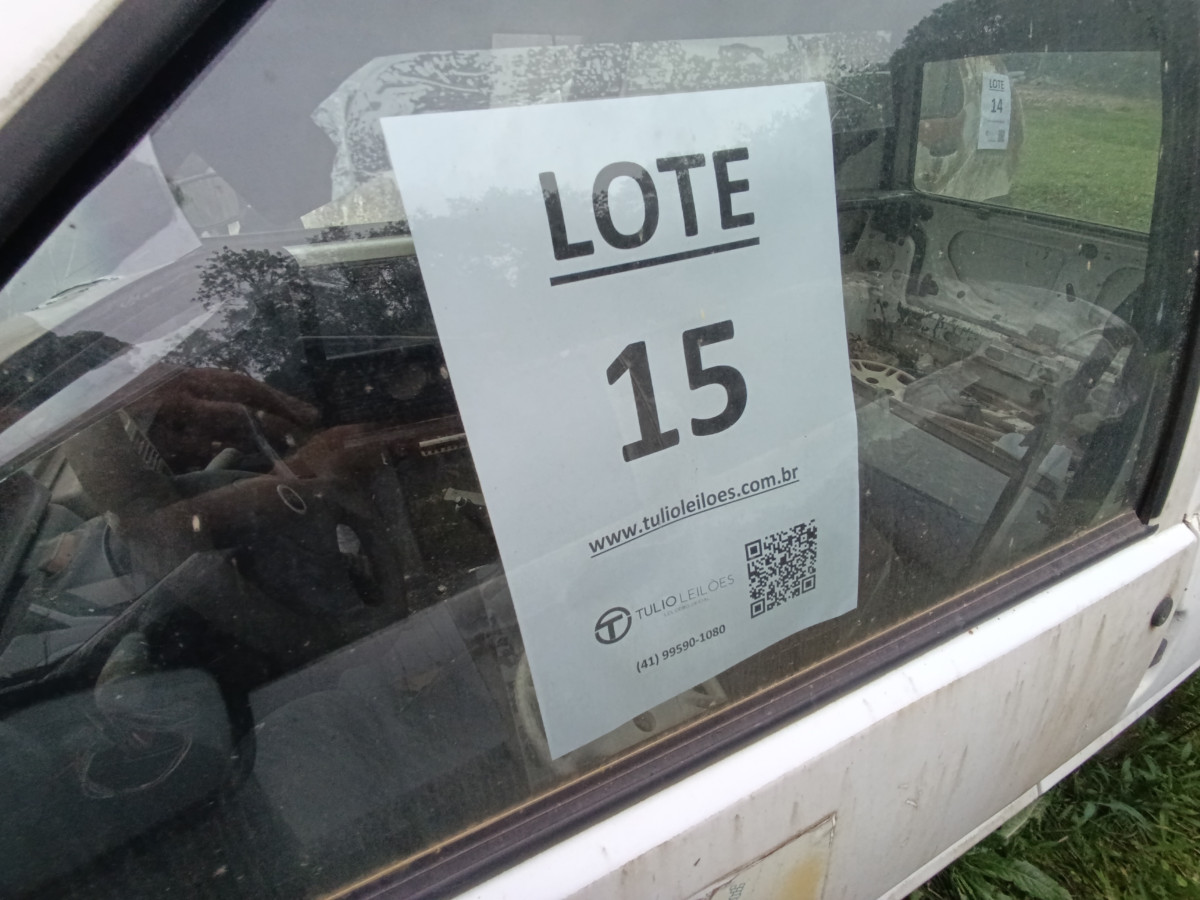 LOTE
14
LOTE
15
www.tulioleiloes.com.br
TULIO LEILÕES
(41) 99590-1080